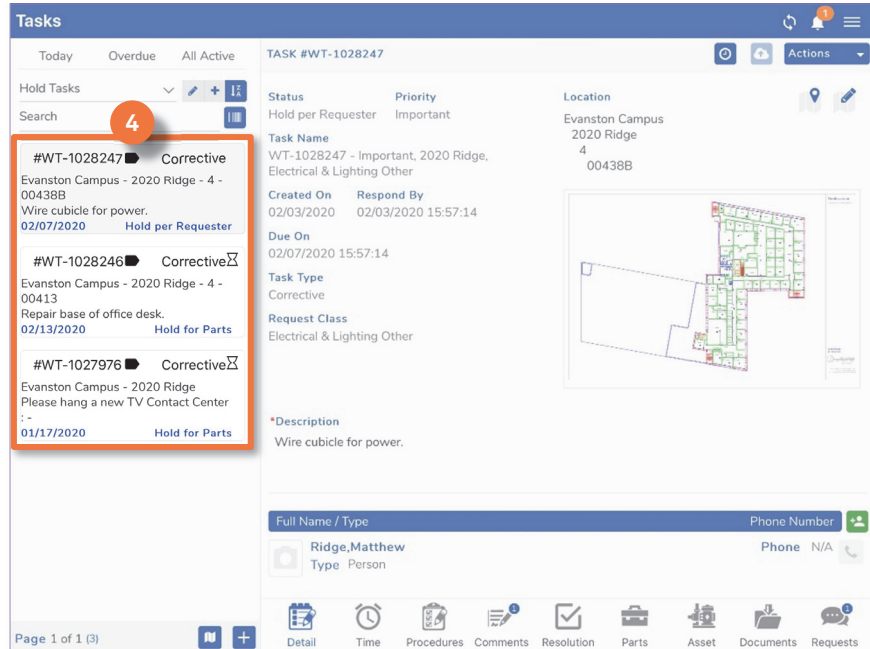 Tasks
1
Today Overdue All Active
Hold Tasks
Search
4
#WT-1028247 Corrective
Evanston Campus - 2020 Ridge - 4 -
00438B
Wire cubicle for power.
02/07/2020 Hold per Requester
#WT-1028246 Corrective
Evanston Campus - 2020 Ridge - 4 -
00413
Repair base of office desk.
02/13/2020 Hold for Parts
#WT-1027976 Corrective
Evanston Campus - 2020 Ridge
Please hang a new TV Contact Center
: -
01/17/2020 Hold for Parts
Page 1 of 1 (3)
TASK #WT-1028247
Actions
Status Priority
Hold per Requester Important
Task Name
WT-1028247 - Important, 2020 Ridge,
Electrical & Lighting Other
Created On Respond By
02/03/2020 02/03/2020 15:57:14
Due On
02/07/2020 15:57:14
Task Type
Corrective
Request Class
Electrical & Lighting Other
Location
Evanston Campus
2020 Ridge
4
00438B
*Description
Wire cubicle for power.
Full Name / Type Phone Number
Ridge,Matthew Phone N/A
Type Person
1 1
Detail Time Procedures Comments Resolution Parts Asset Documents Requests